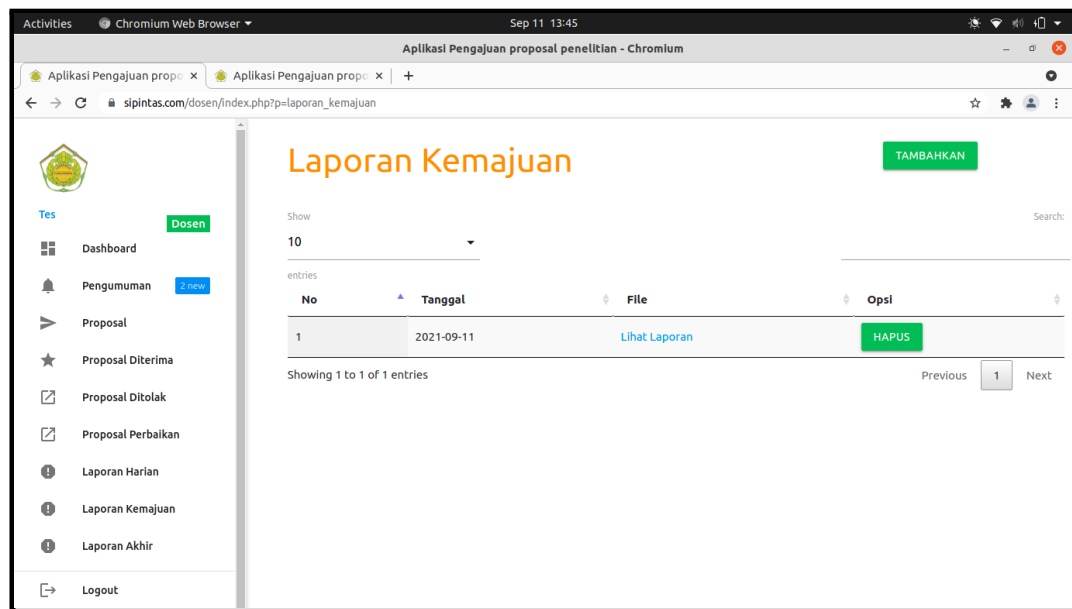 Activities Chromium Web Browser Sep 11 13:45
Aplikasi Pengajuan proposal penelitian - Chromium
Aplikasi Pengajuan propo Aplikasi Pengajuan propo
sipintas.com/dosen/index.php?p=laporan_kemajuan
Tes
Dosen
Dashboard
Pengumuman 2 new
Proposal
Proposal Diterima
Proposal Ditolak
Proposal Perbaikan
Laporan Harian
Laporan Kemajuan
Laporan Akhir
Logout
Laporan Kemajuan TAMBAHKAN
Show Search:
10
entries
No Tanggal File Opsi
1 2021-09-11 Lihat Laporan HAPUS
Showing 1 to 1 of 1 entries Previous 1 Next